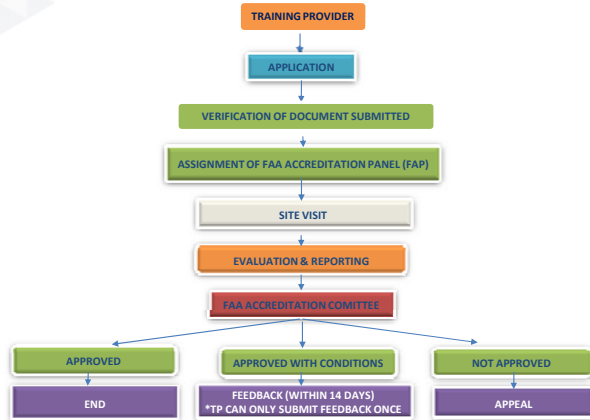 TRAINING PROVIDER
APPLICATION
VERIFICATION OF DOCUMENT SUBMITTED
ASSIGNMENT OF FAA ACCREDITATION PANEL (FAP)
SITE VISIT
EVALUATION & REPORTING
FAA ACCREDITATION COMITTEE
APPROVED
APPROVED WITH CONDITIONS
NOT APPROVED
END
FEEDBACK (WITHIN 14 DAYS)
*TP CAN ONLY SUBMIT FEEDBACK ONCE
APPEAL